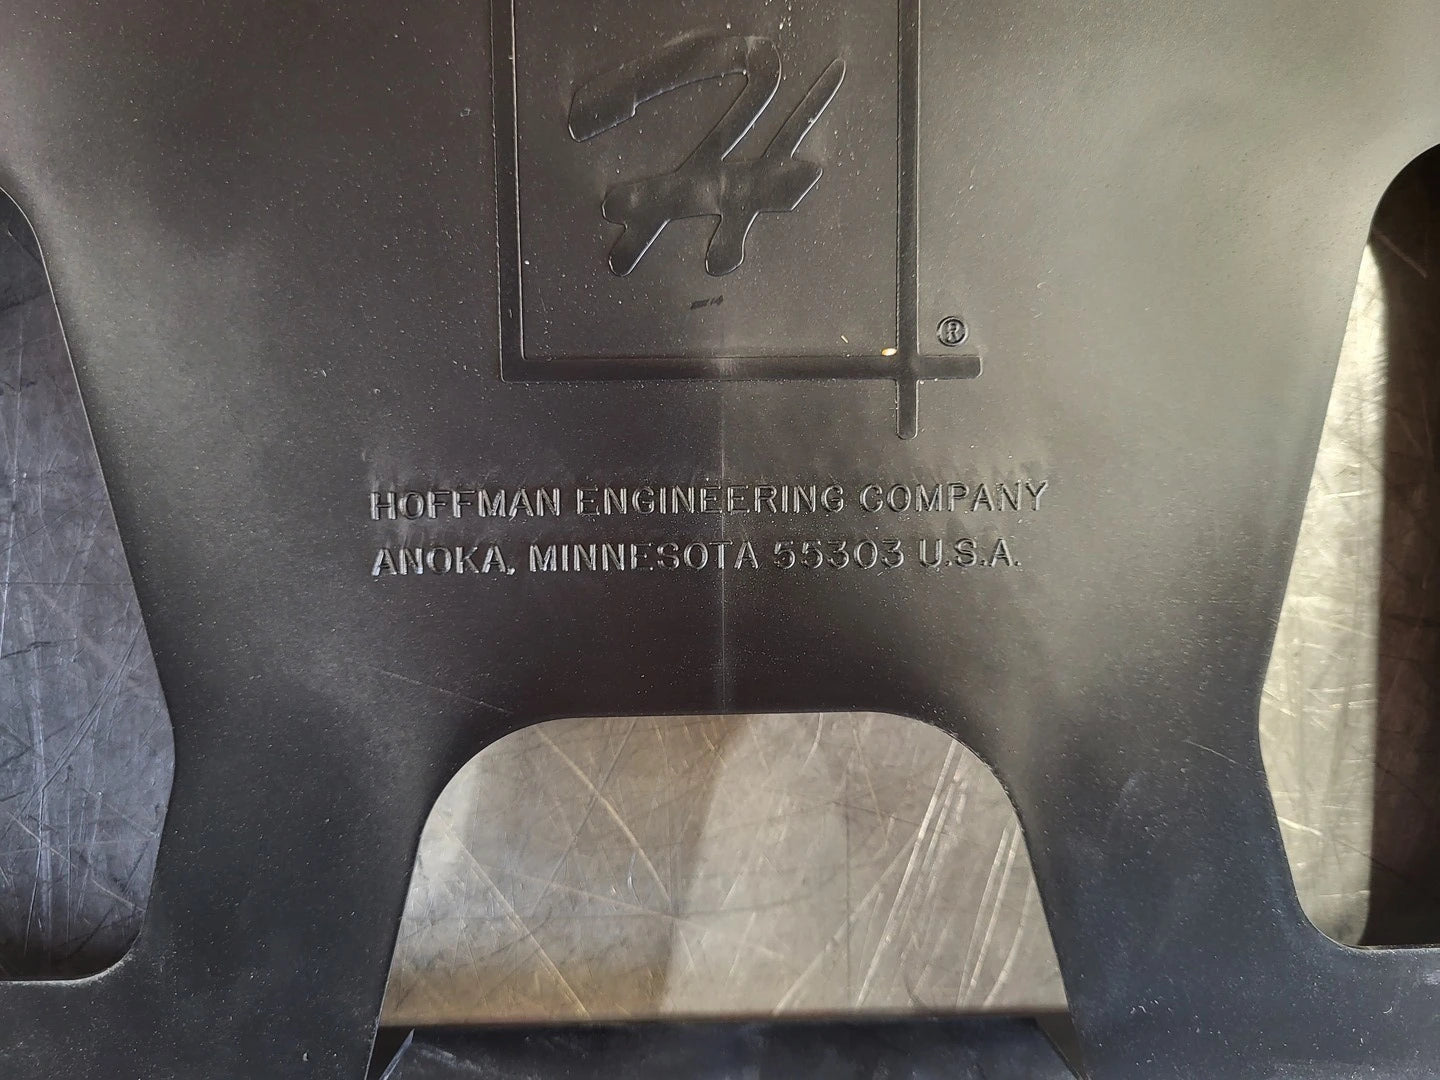 H
®
HOFFMAN ENGINEERING COMPANY
ANOKA, MINNESOTA 55303 U.S.A.